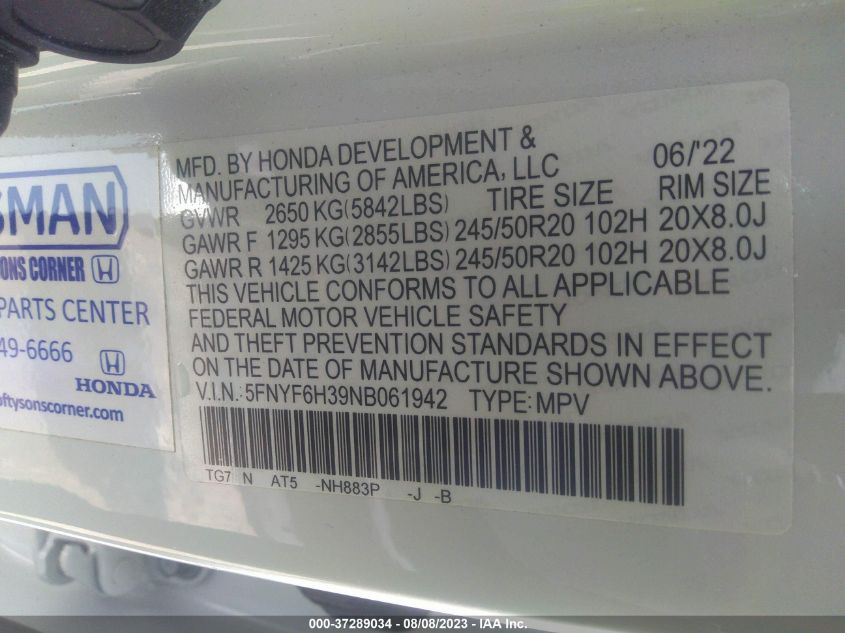 SMAN
ONS CORNER
PARTS CENTER
49-6666
HONDA
oftysonscorner.com
MFD. BY HONDA DEVELOPMENT & 06/'22
MANUFACTURING OF AMERICA, LLC
GVWR 2650 KG(5842LBS) TIRE SIZE RIM SIZE
GAWR F 1295 KG(2855LBS) 245/50R20 102H 20X8.0J
GAWR R 1425 KG(3142LBS) 245/50R20 102H 20X8.0J
THIS VEHICLE CONFORMS TO ALL APPLICABLE
FEDERAL MOTOR VEHICLE SAFETY
AND THEFT PREVENTION STANDARDS IN EFFECT
ON THE DATE OF MANUFACTURE SHOWN ABOVE.
V.I.N.: 5FNYF6H39NB061942 TYPE: MPV
TG7 N AT5 -NH883P -J -B
000-37289034 - 08/08/2023 - IAA Inc.